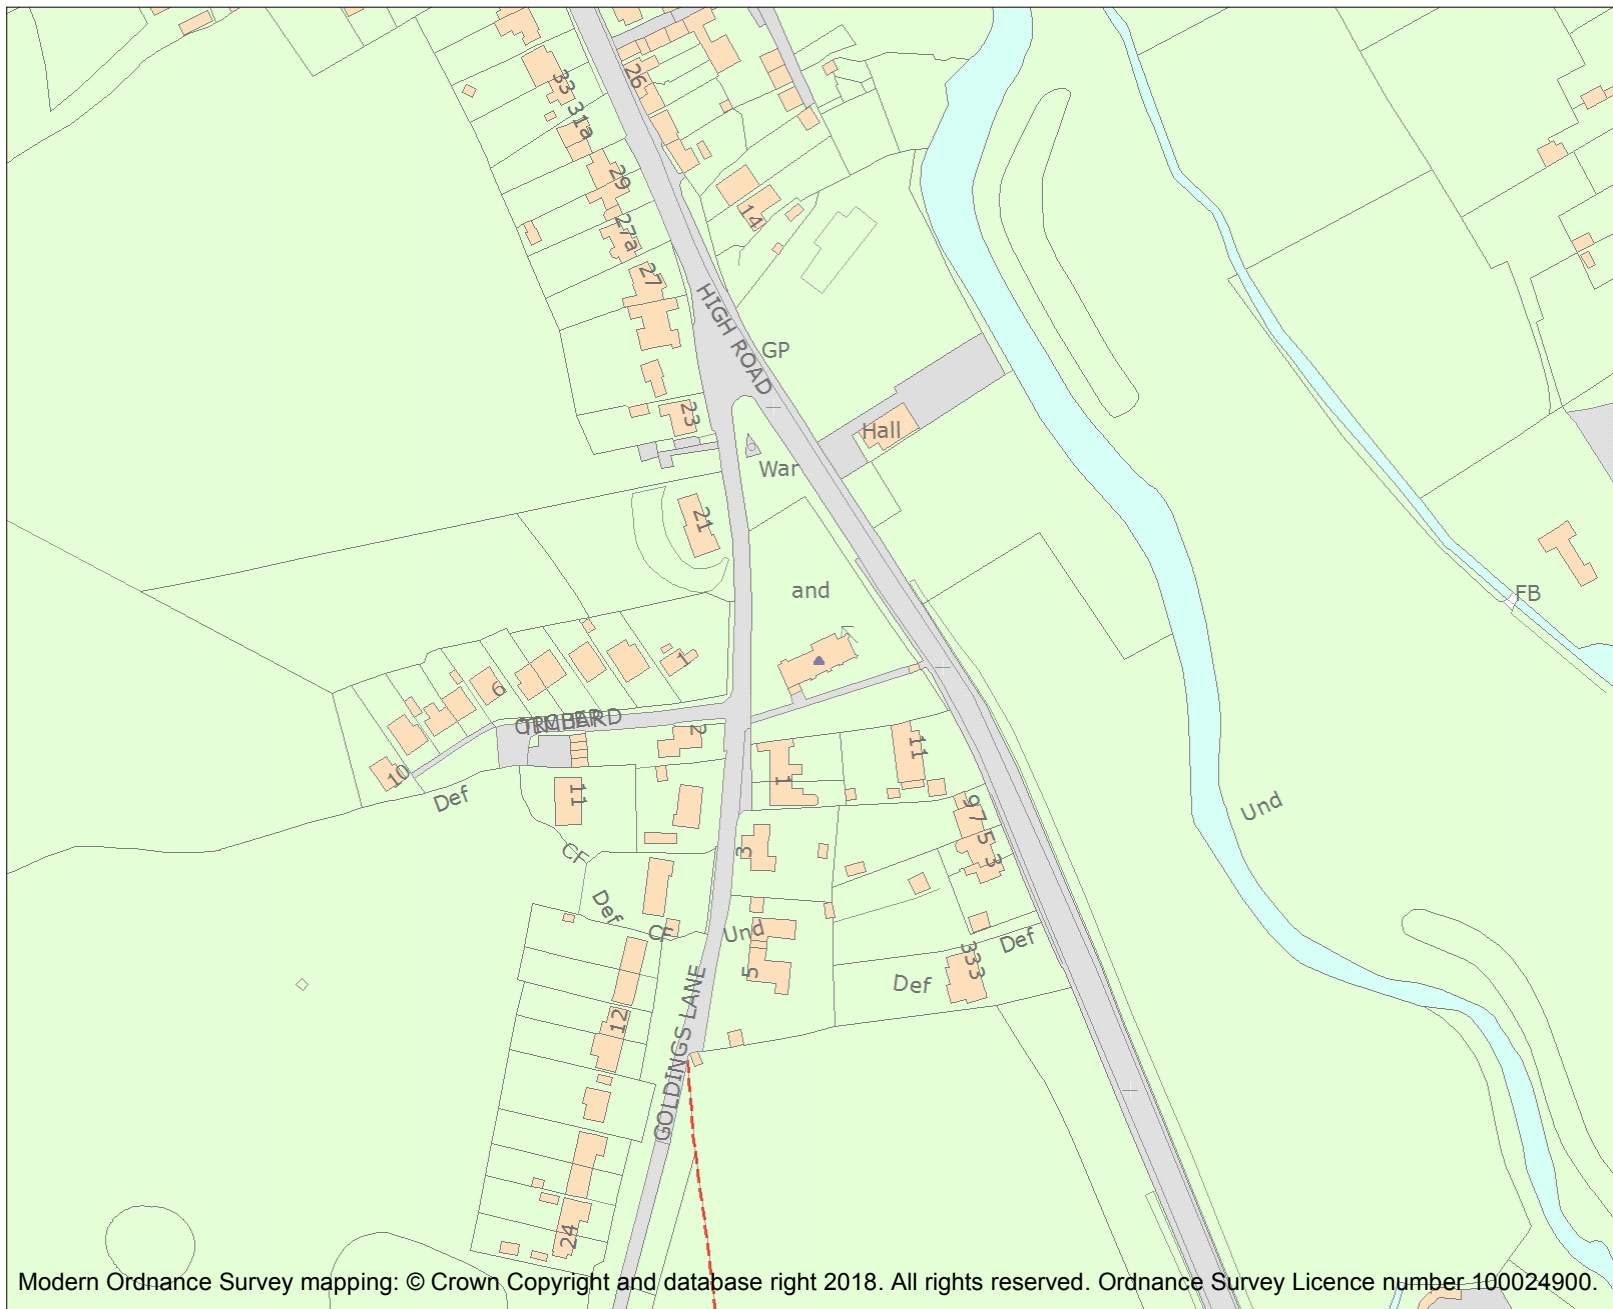 33
26
31a
29
14
27a
27
HIGH ROAD
GP
23
Hall
War
21
and
FB
1
6
2
11
10
1
Def
11
9 7
Und
5
3
3
CF
Def
CF
Und
Def
333
5
Def
12
GOLDINGS LANE
24
Modern Ordnance Survey mapping: © Crown Copyright and database right 2018. All rights reserved. Ordnance Survey Licence number 100024900.